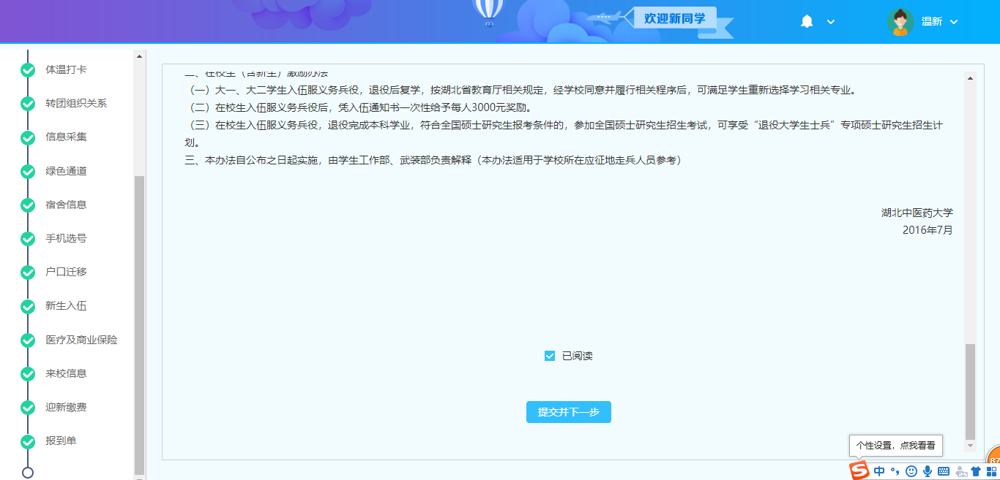 欢迎新同学
温新
体温打卡
转团组织关系
信息采集
绿色通道
宿舍信息
手机选号
户口迁移
新生入伍
医疗及商业保险
来校信息
迎新缴费
报到单
二、在校生（含新生）激励办法
（一）大一、大二学生入伍服义务兵役，退役后复学，按湖北省教育厅相关规定，经学校同意并履行相关程序后，可满足学生重新选择学习相关专业。
（二）在校生入伍服义务兵役后，凭入伍通知书一次性给予每人3000元奖励。
（三）在校生入伍服义务兵役，退役完成本科学业，符合全国硕士研究生报考条件的，参加全国硕士研究生招生考试，可享受“退役大学生士兵”专项硕士研究生招生计
划。
三、本办法自公布之日起实施，由学生工作部、武装部负责解释（本办法适用于学校所在应征地走兵人员参考）
湖北中医药大学
2016年7月
已阅读
提交并下一步
个性设置，点我看看
S 中
87